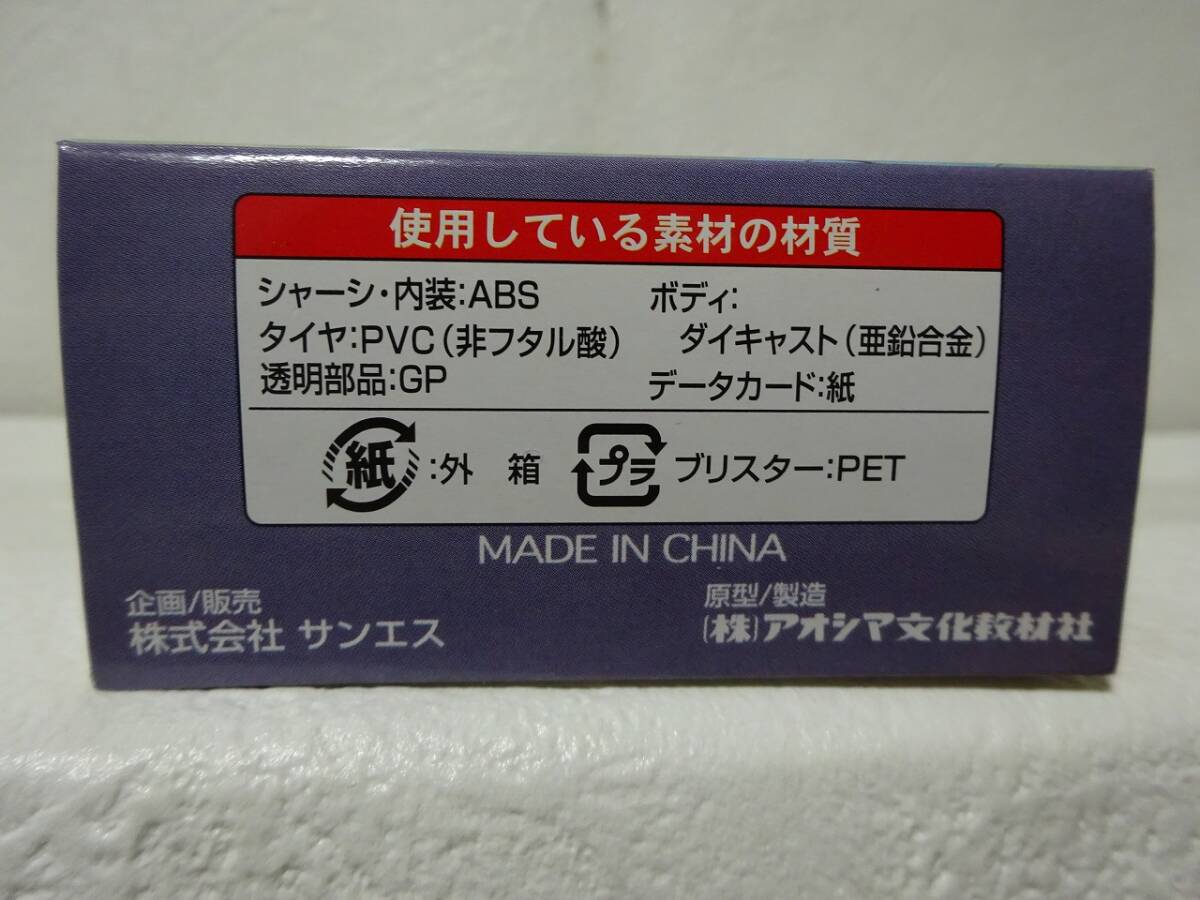 使用している素材の材質
シャーシ・内装:ABS
タイヤ:PVC(非フタル酸)
透明部品:GP
ボディ:
ダイキャスト(亜鉛合金)
データカード:紙
紙:外 箱
プラ ブリスター:PET
MADE IN CHINA
企画/販売
株式会社 サンエス
原型/製造
(株)アオシマ文化教材社